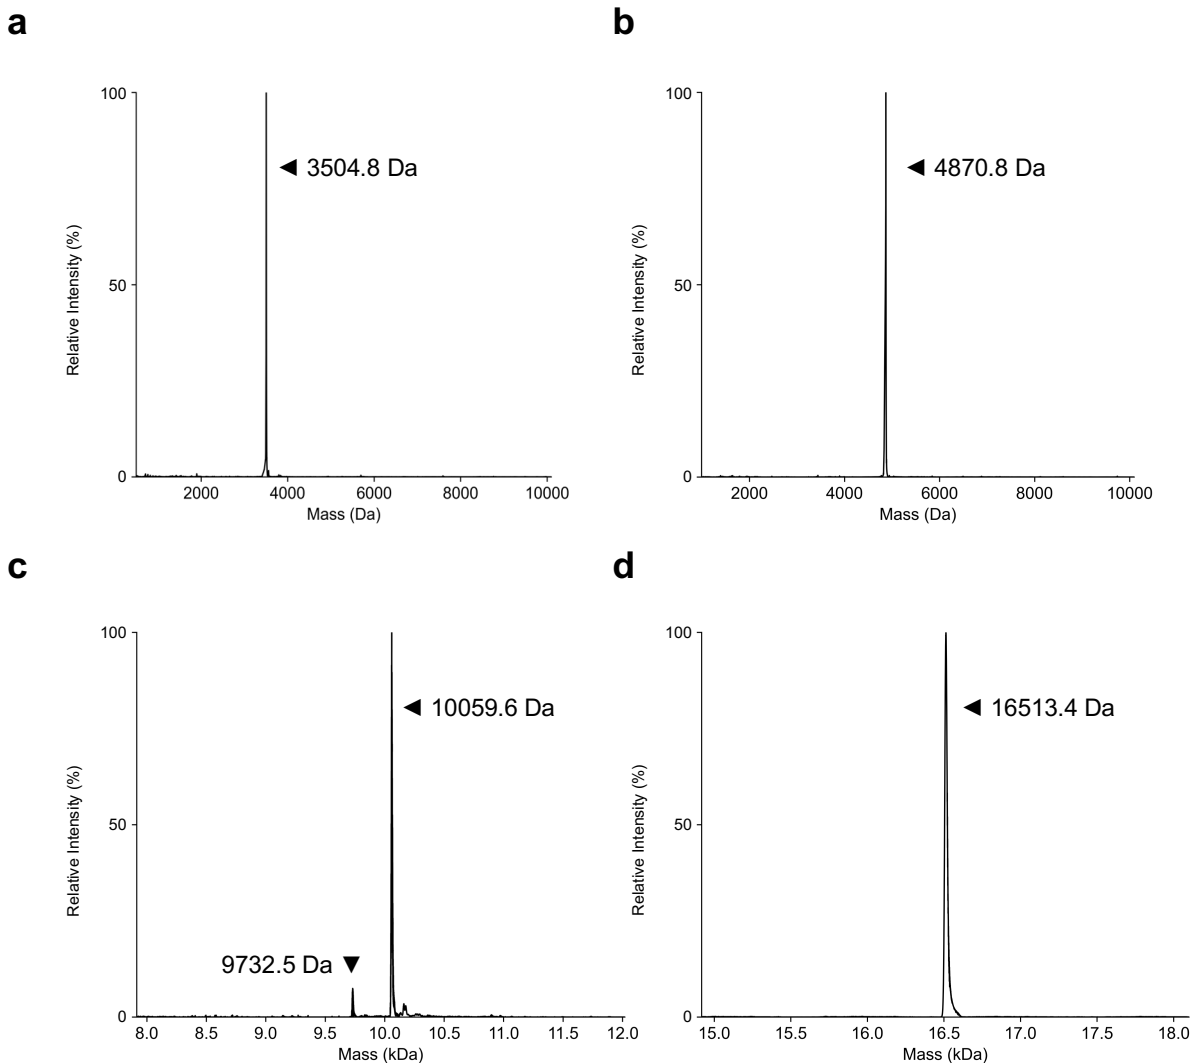 a
100
50
0
Relative Intensity (%)
◄ 3504.8 Da
2000 4000 6000 8000 10000
Mass (Da)
b
100
50
0
Relative Intensity (%)
◄ 4870.8 Da
2000 4000 6000 8000 10000
Mass (Da)
c
100
50
0
Relative Intensity (%)
◄ 10059.6 Da
9732.5 Da ▼
8.0 8.5 9.0 9.5 10.0 10.5 11.0 11.5 12.0
Mass (kDa)
d
100
50
0
Relative Intensity (%)
◄ 16513.4 Da
15.0 15.5 16.0 16.5 17.0 17.5 18.0
Mass (kDa)